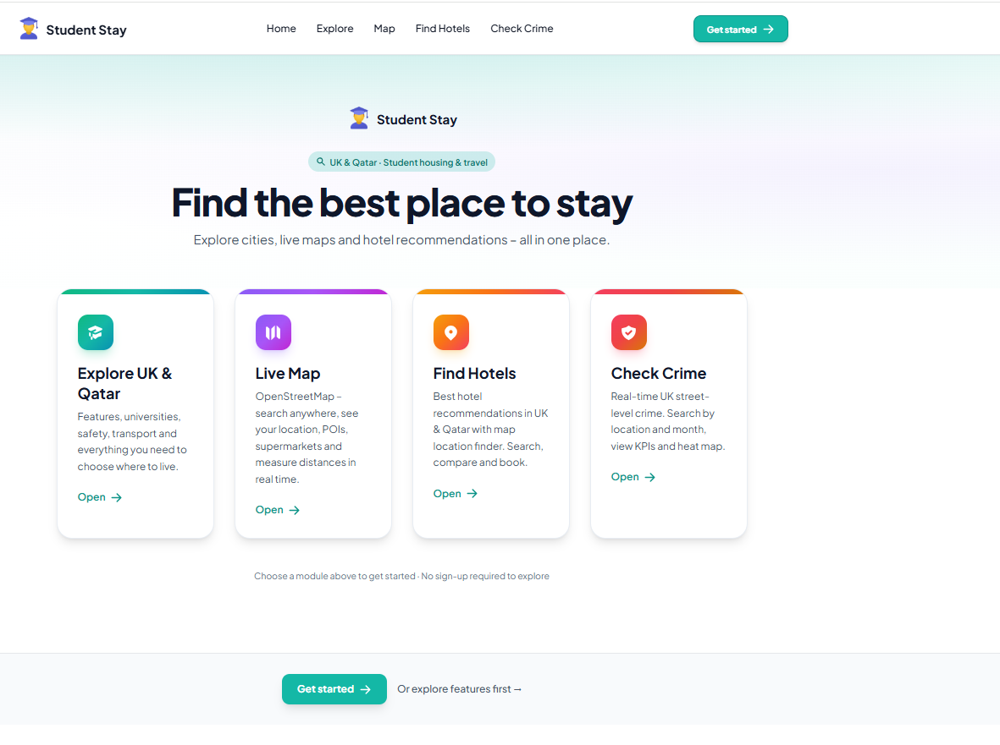 Student Stay
Home
Explore
Map
Find Hotels
Check Crime
Get started →
Student Stay
UK & Qatar · Student housing & travel
Find the best place to stay
Explore cities, live maps and hotel recommendations – all in one place.
Explore UK &
Qatar
Features, universities,
safety, transport and
everything you need to
choose where to live.
Open →
Live Map
OpenStreetMap –
search anywhere, see
your location, POIs,
supermarkets and
measure distances in
real time.
Open →
Find Hotels
Best hotel
recommendations in UK
& Qatar with map
location finder. Search,
compare and book.
Open →
Check Crime
Real-time UK street-
level crime. Search by
location and month,
view KPIs and heat map.
Open →
Choose a module above to get started · No sign-up required to explore
Get started →
Or explore features first →